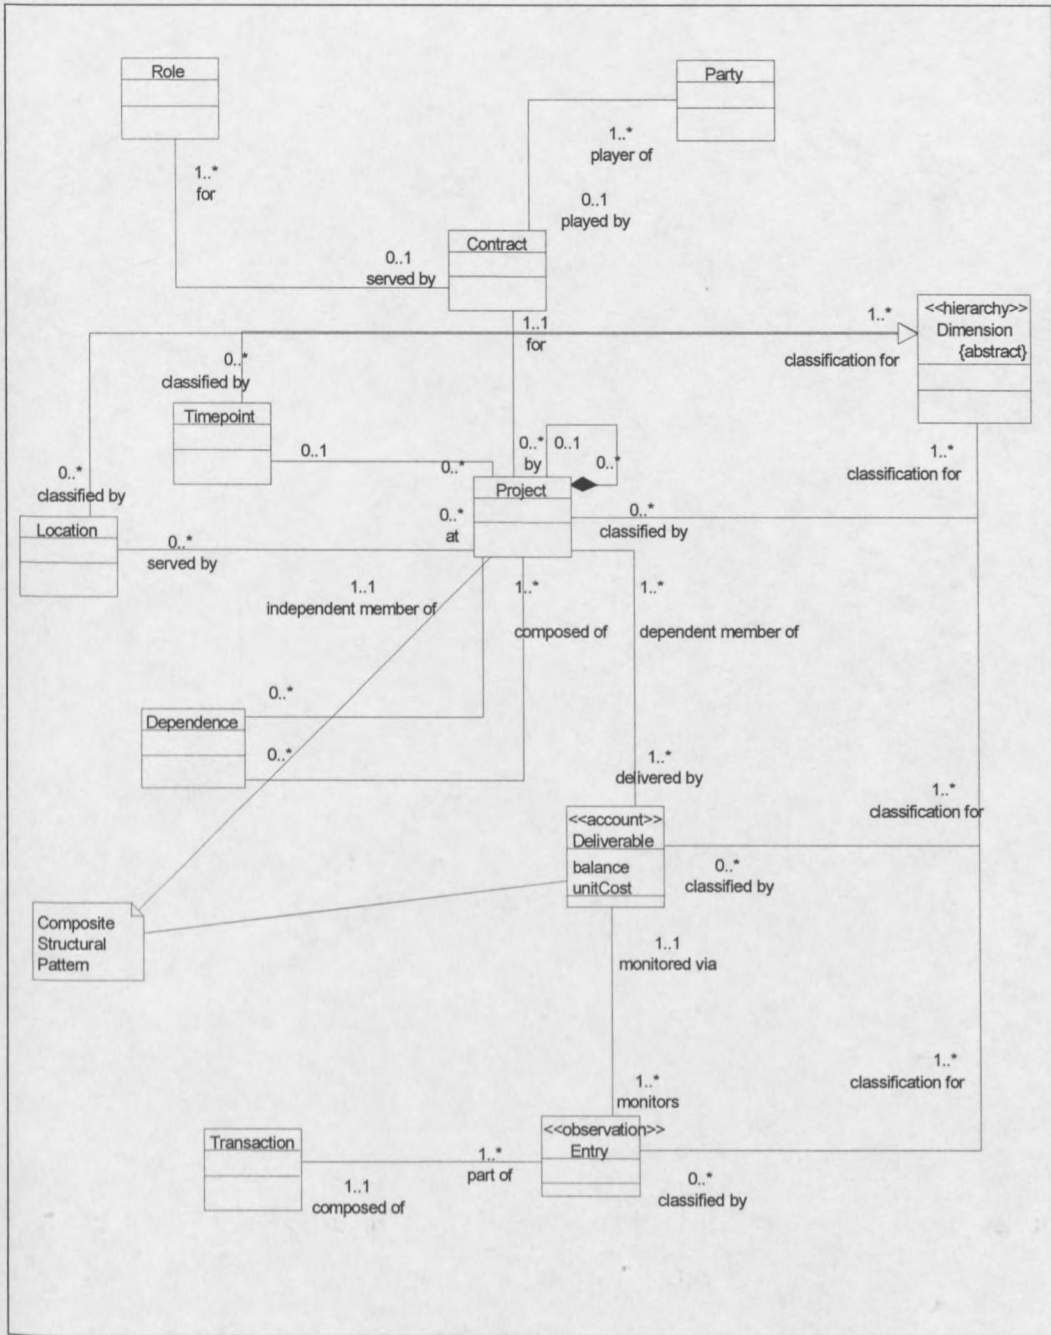 Role
Party
1..*
for
1..*
player of
0..1
played by
Contract
0..1
served by
<<hierarchy>>
Dimension
{abstract}
1..*
classification for
1..1
for
0..*
classified by
Timepoint
0..1
0..*
0..*
by
0..1
0..*
1..*
classification for
0..*
classified by
Project
Location
0..*
served by
0..*
at
0..*
classified by
1..1
independent member of
1..*
composed of
1..*
dependent member of
Dependence
0..*
0..*
1..*
delivered by
1..*
classification for
<<account>>
Deliverable
balance
unitCost
0..*
classified by
Composite
Structural
Pattern
1..1
monitored via
1..*
classification for
1..*
monitors
Transaction
1..*
part of
<<observation>>
Entry
1..1
composed of
0..*
classified by